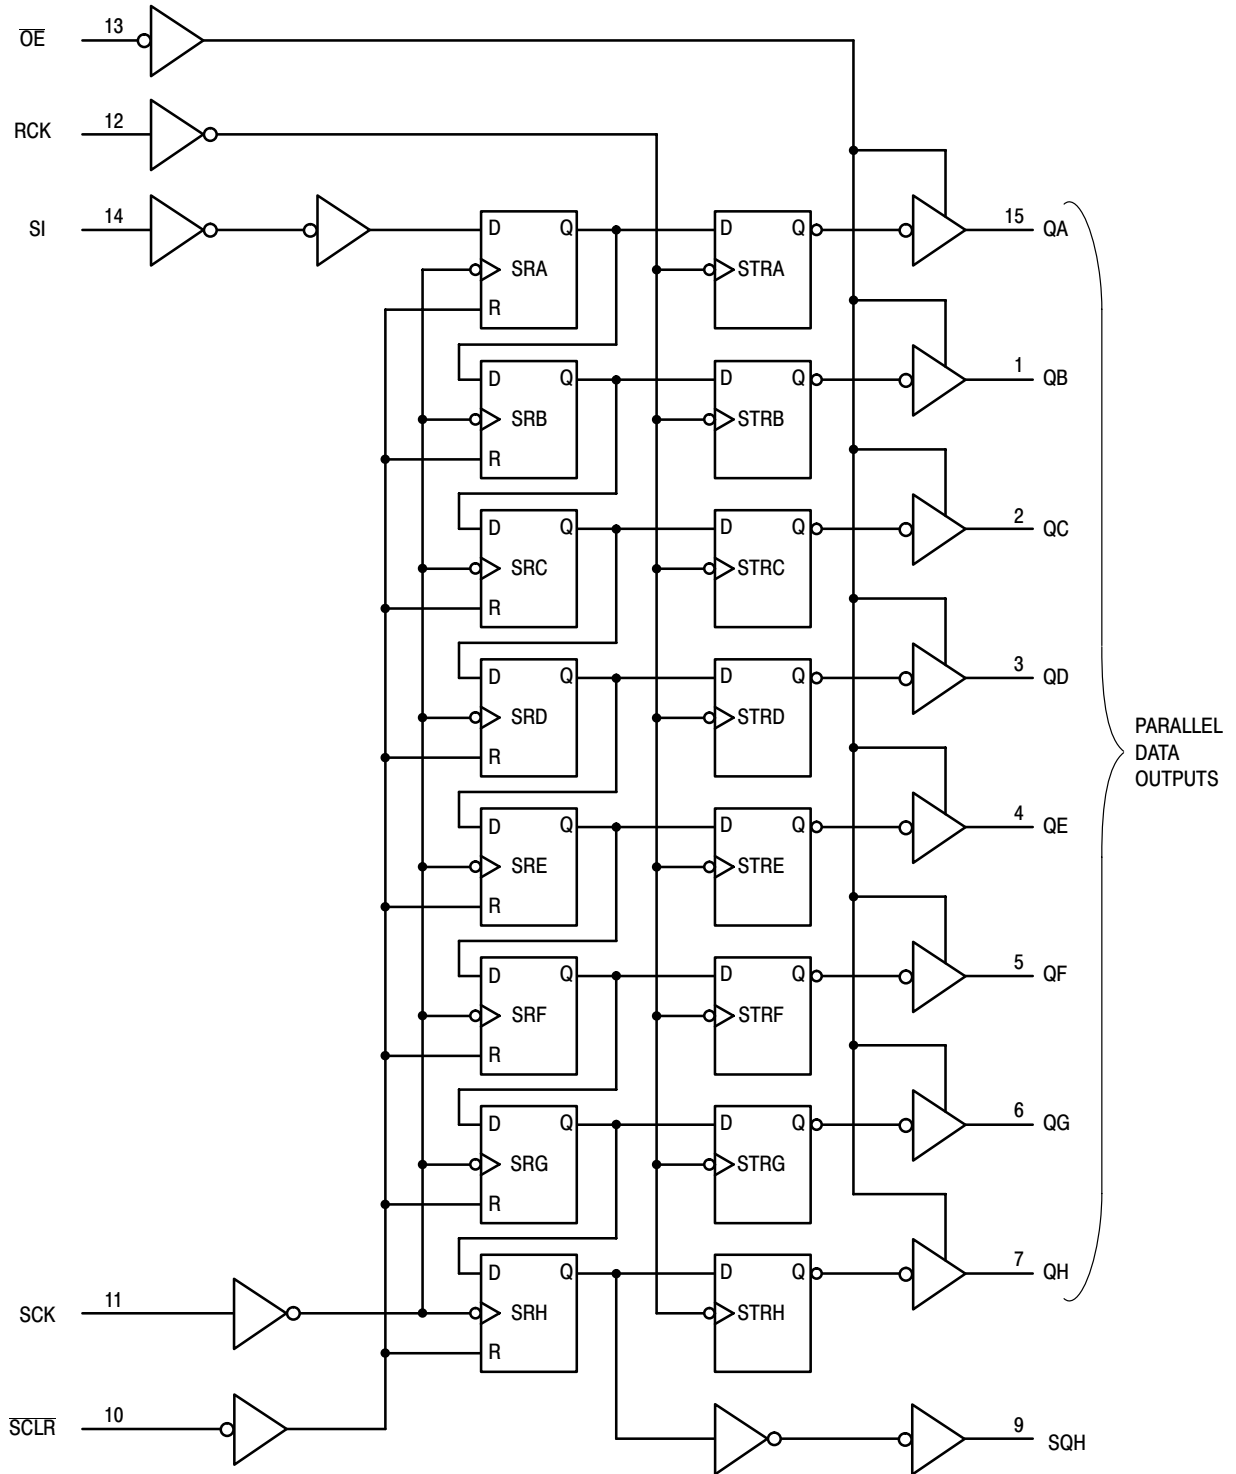 OE 13
RCK 12
SI 14
D Q D Q 15 QA
SRA STRA
R
D Q D Q 1 QB
SRB STRB
R
D Q D Q 2 QC
SRC STRC
R
D Q D Q 3 QD
SRD STRD
R
PARALLEL
DATA
OUTPUTS
D Q D Q 4 QE
SRE STRE
R
D Q D Q 5 QF
SRF STRF
R
D Q D Q 6 QG
SRG STRG
R
D Q D Q 7 QH
SCK 11 SRH STRH
R
SCLR 10
9 SQH